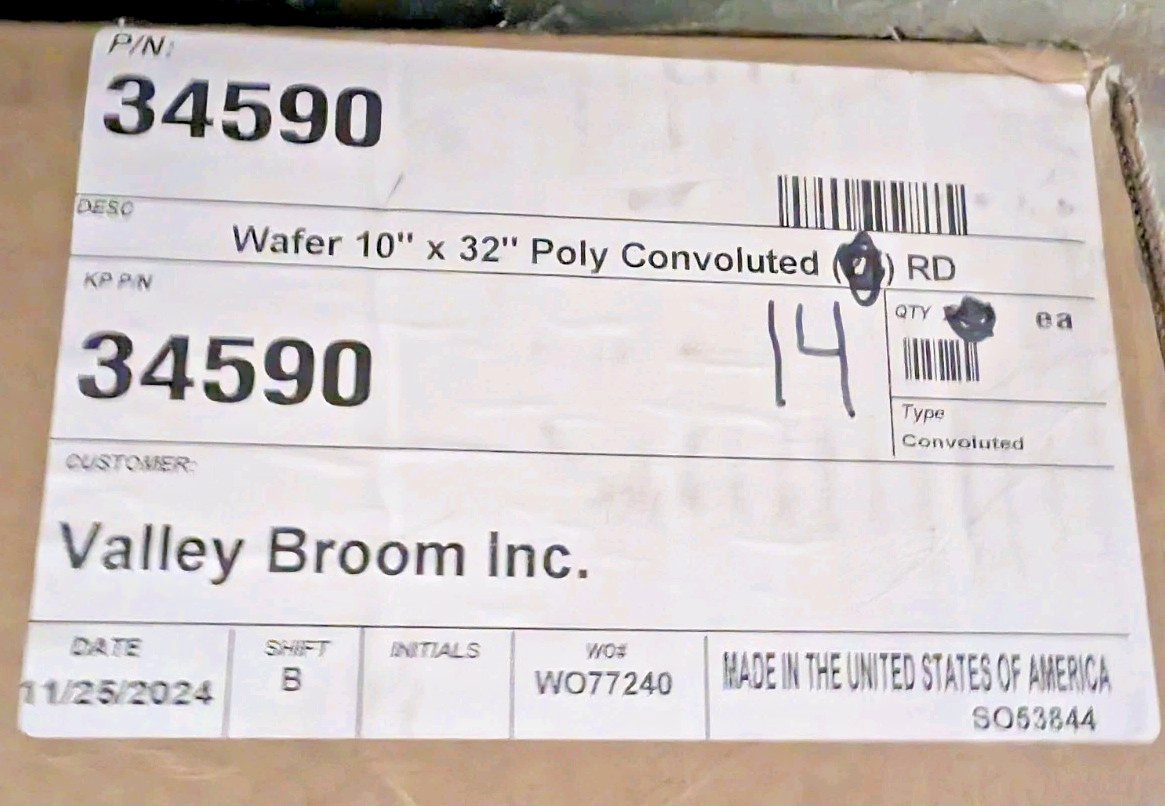 P/N:
34590
DESC
Wafer 10" x 32" Poly Convoluted () RD
KP P/N
34590
14
QTY ea
Type
Convoluted
CUSTOMER:
Valley Broom Inc.
DATE SHIFT INITIALS WO# MADE IN THE UNITED STATES OF AMERICA
11/25/2024 B WO77240 SO53844